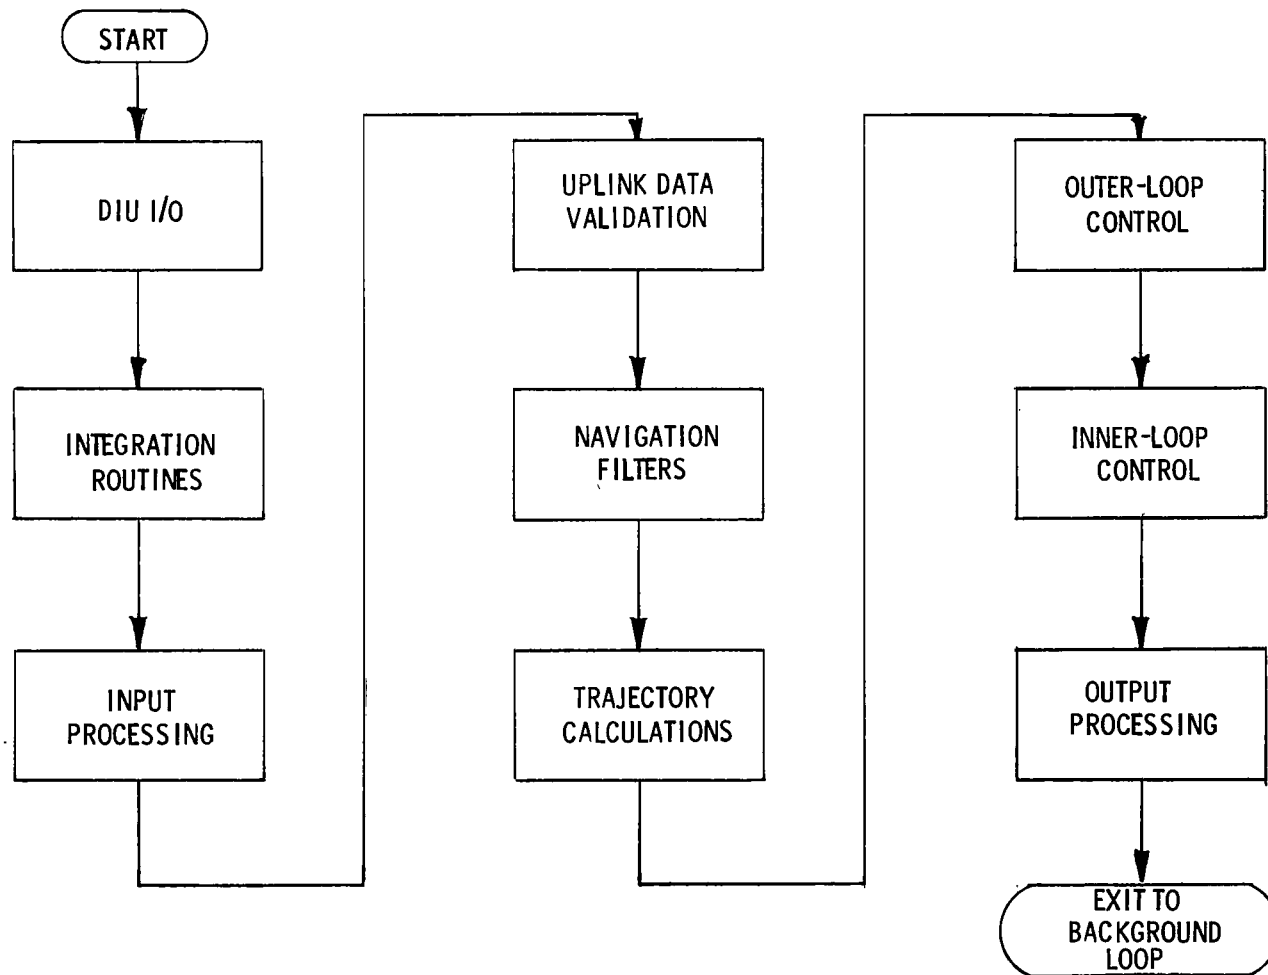 START
DIU I/O
INTEGRATION
ROUTINES
INPUT
PROCESSING
UPLINK DATA
VALIDATION
NAVIGATION
FILTERS
TRAJECTORY
CALCULATIONS
OUTER-LOOP
CONTROL
INNER-LOOP
CONTROL
OUTPUT
PROCESSING
EXIT TO
BACKGROUND
LOOP